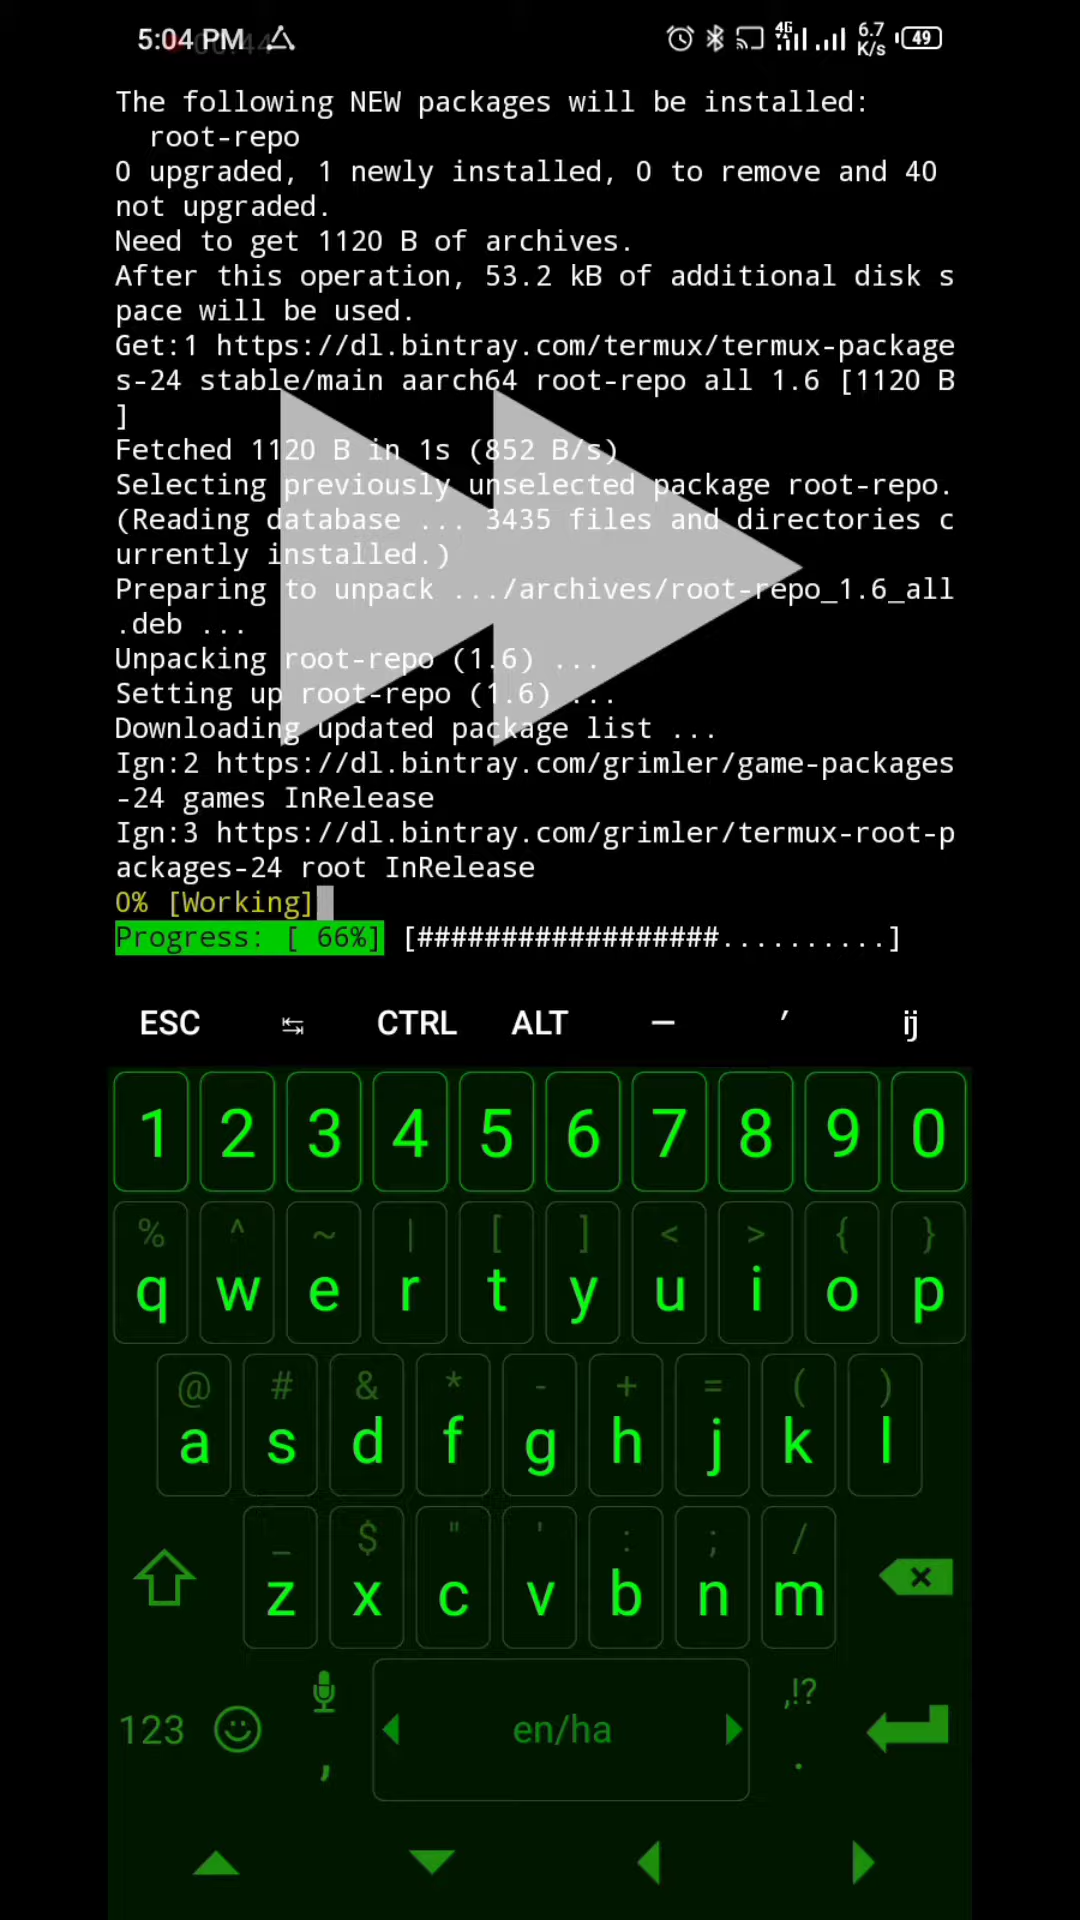 5:04 PM
00:44
4G
6.7
K/s
49
The following NEW packages will be installed:
root-repo
0 upgraded, 1 newly installed, 0 to remove and 40
not upgraded.
Need to get 1120 B of archives.
After this operation, 53.2 kB of additional disk s
pace will be used.
Get:1 https://dl.bintray.com/termux/termux-package
s-24 stable/main aarch64 root-repo all 1.6 [1120 B
]
Fetched 1120 B in 1s (852 B/s)
Selecting previously unselected package root-repo.
(Reading database ... 3435 files and directories c
urrently installed.)
Preparing to unpack .../archives/root-repo_1.6_all
.deb ...
Unpacking root-repo (1.6) ...
Setting up root-repo (1.6) ...
Downloading updated package list ...
Ign:2 https://dl.bintray.com/grimler/game-packages
-24 games InRelease
Ign:3 https://dl.bintray.com/grimler/termux-root-p
ackages-24 root InRelease
0% [Working]
Progress: [ 66%] [##################..........]
ESC ↹ CTRL ALT — ′ ij
1 2 3 4 5 6 7 8 9 0
% ^ ~ | [ ] < > { }
q w e r t y u i o p
@ # & * - + = ( )
a s d f g h j k l
_ $ " ' : ; /
z x c v b n m
,!?
123 , en/ha .